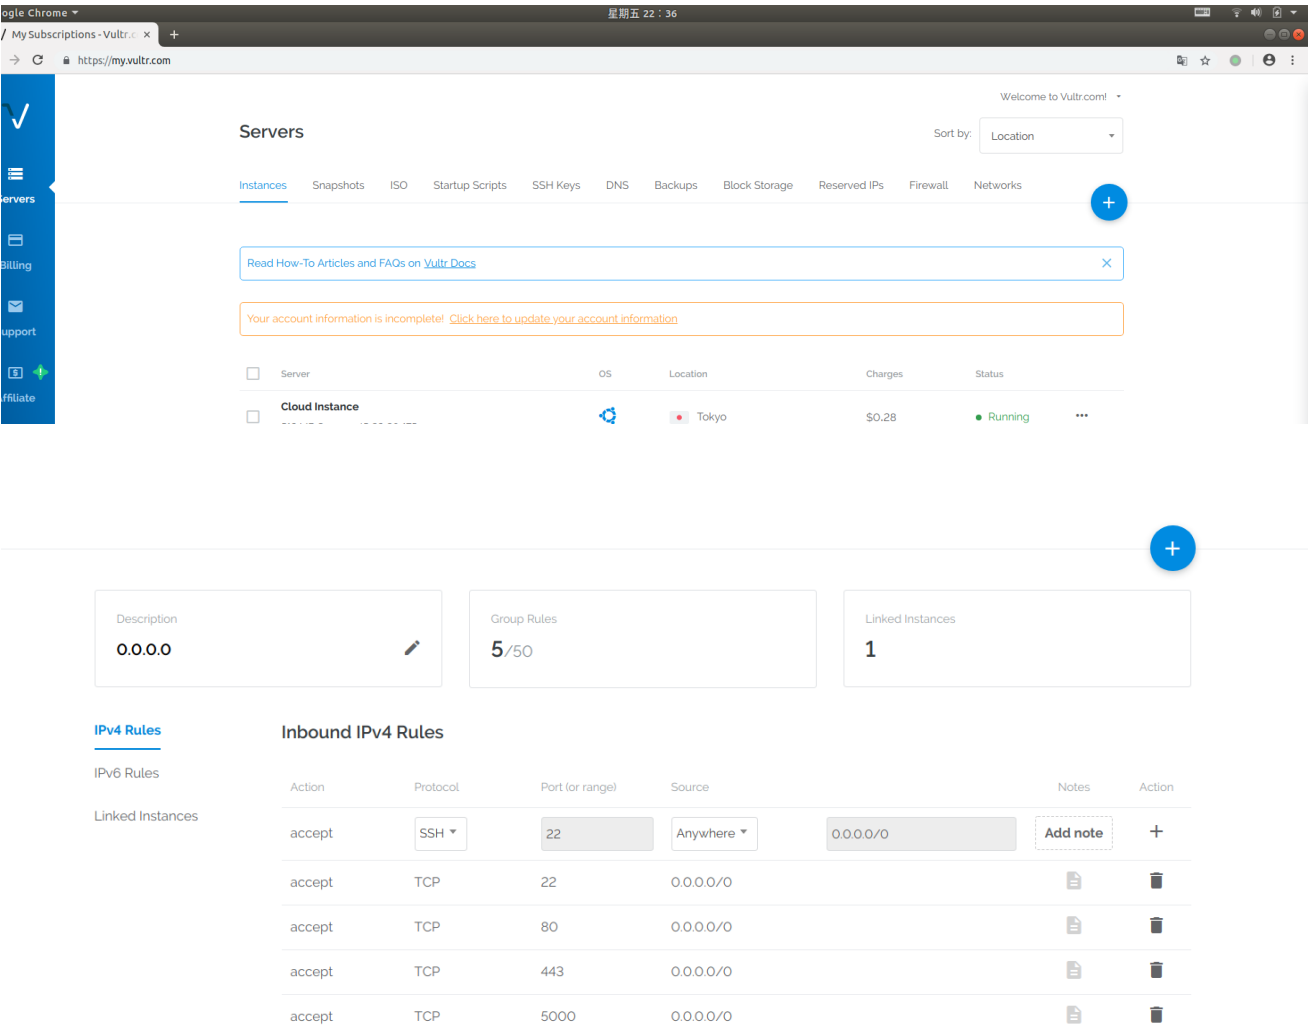 ogle Chrome
星期五 22：36
My Subscriptions - Vultr.c
https://my.vultr.com
Welcome to Vultr.com!
Servers
Sort by:
Location
Instances Snapshots ISO Startup Scripts SSH Keys DNS Backups Block Storage Reserved IPs Firewall Networks
Servers
Billing
Support
Affiliate
Read How-To Articles and FAQs on Vultr Docs
Your account information is incomplete! Click here to update your account information
Server OS Location Charges Status
Cloud Instance
Tokyo $0.28 Running
Description
0.0.0.0
Group Rules
5/50
Linked Instances
1
IPv4 Rules
IPv6 Rules
Linked Instances
Inbound IPv4 Rules
Action Protocol Port (or range) Source Notes Action
accept SSH 22 Anywhere 0.0.0.0/0 Add note
accept TCP 22 0.0.0.0/0
accept TCP 80 0.0.0.0/0
accept TCP 443 0.0.0.0/0
accept TCP 5000 0.0.0.0/0